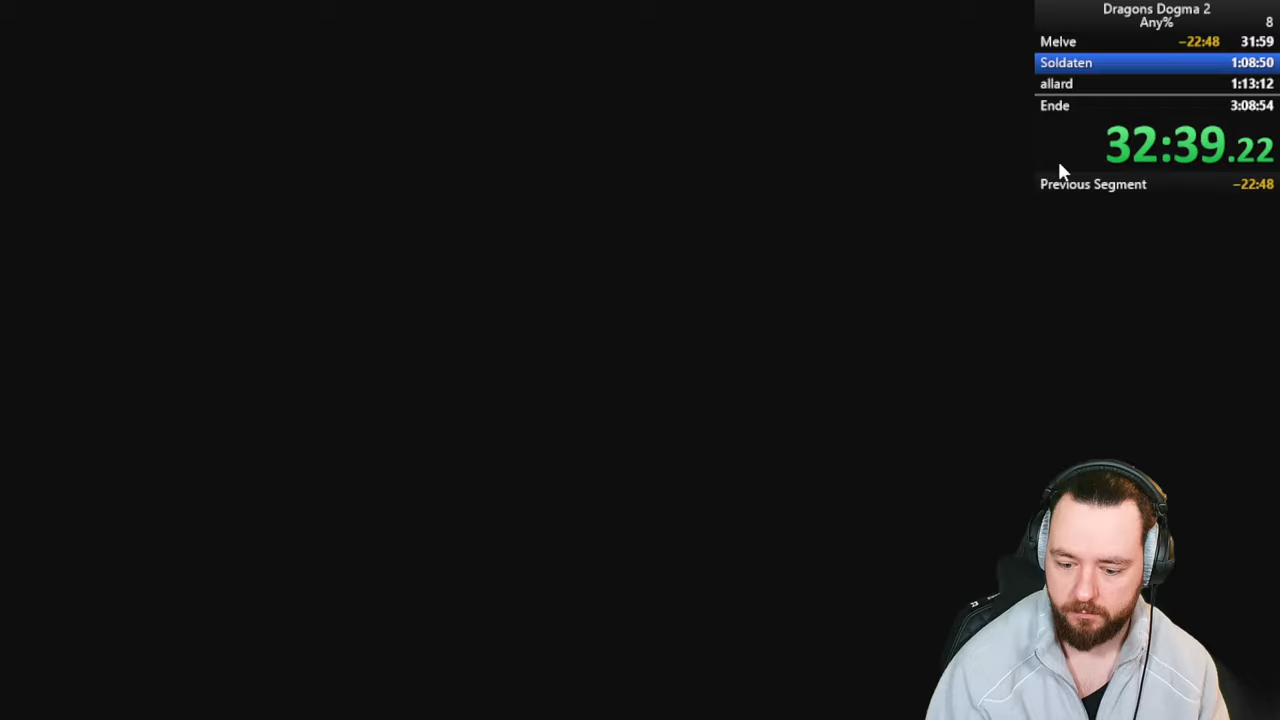 Dragons Dogma 2
Any% 8
Melve −22:48 31:59
Soldaten 1:08:50
allard 1:13:12
Ende 3:08:54
32:39.22
Previous Segment −22:48